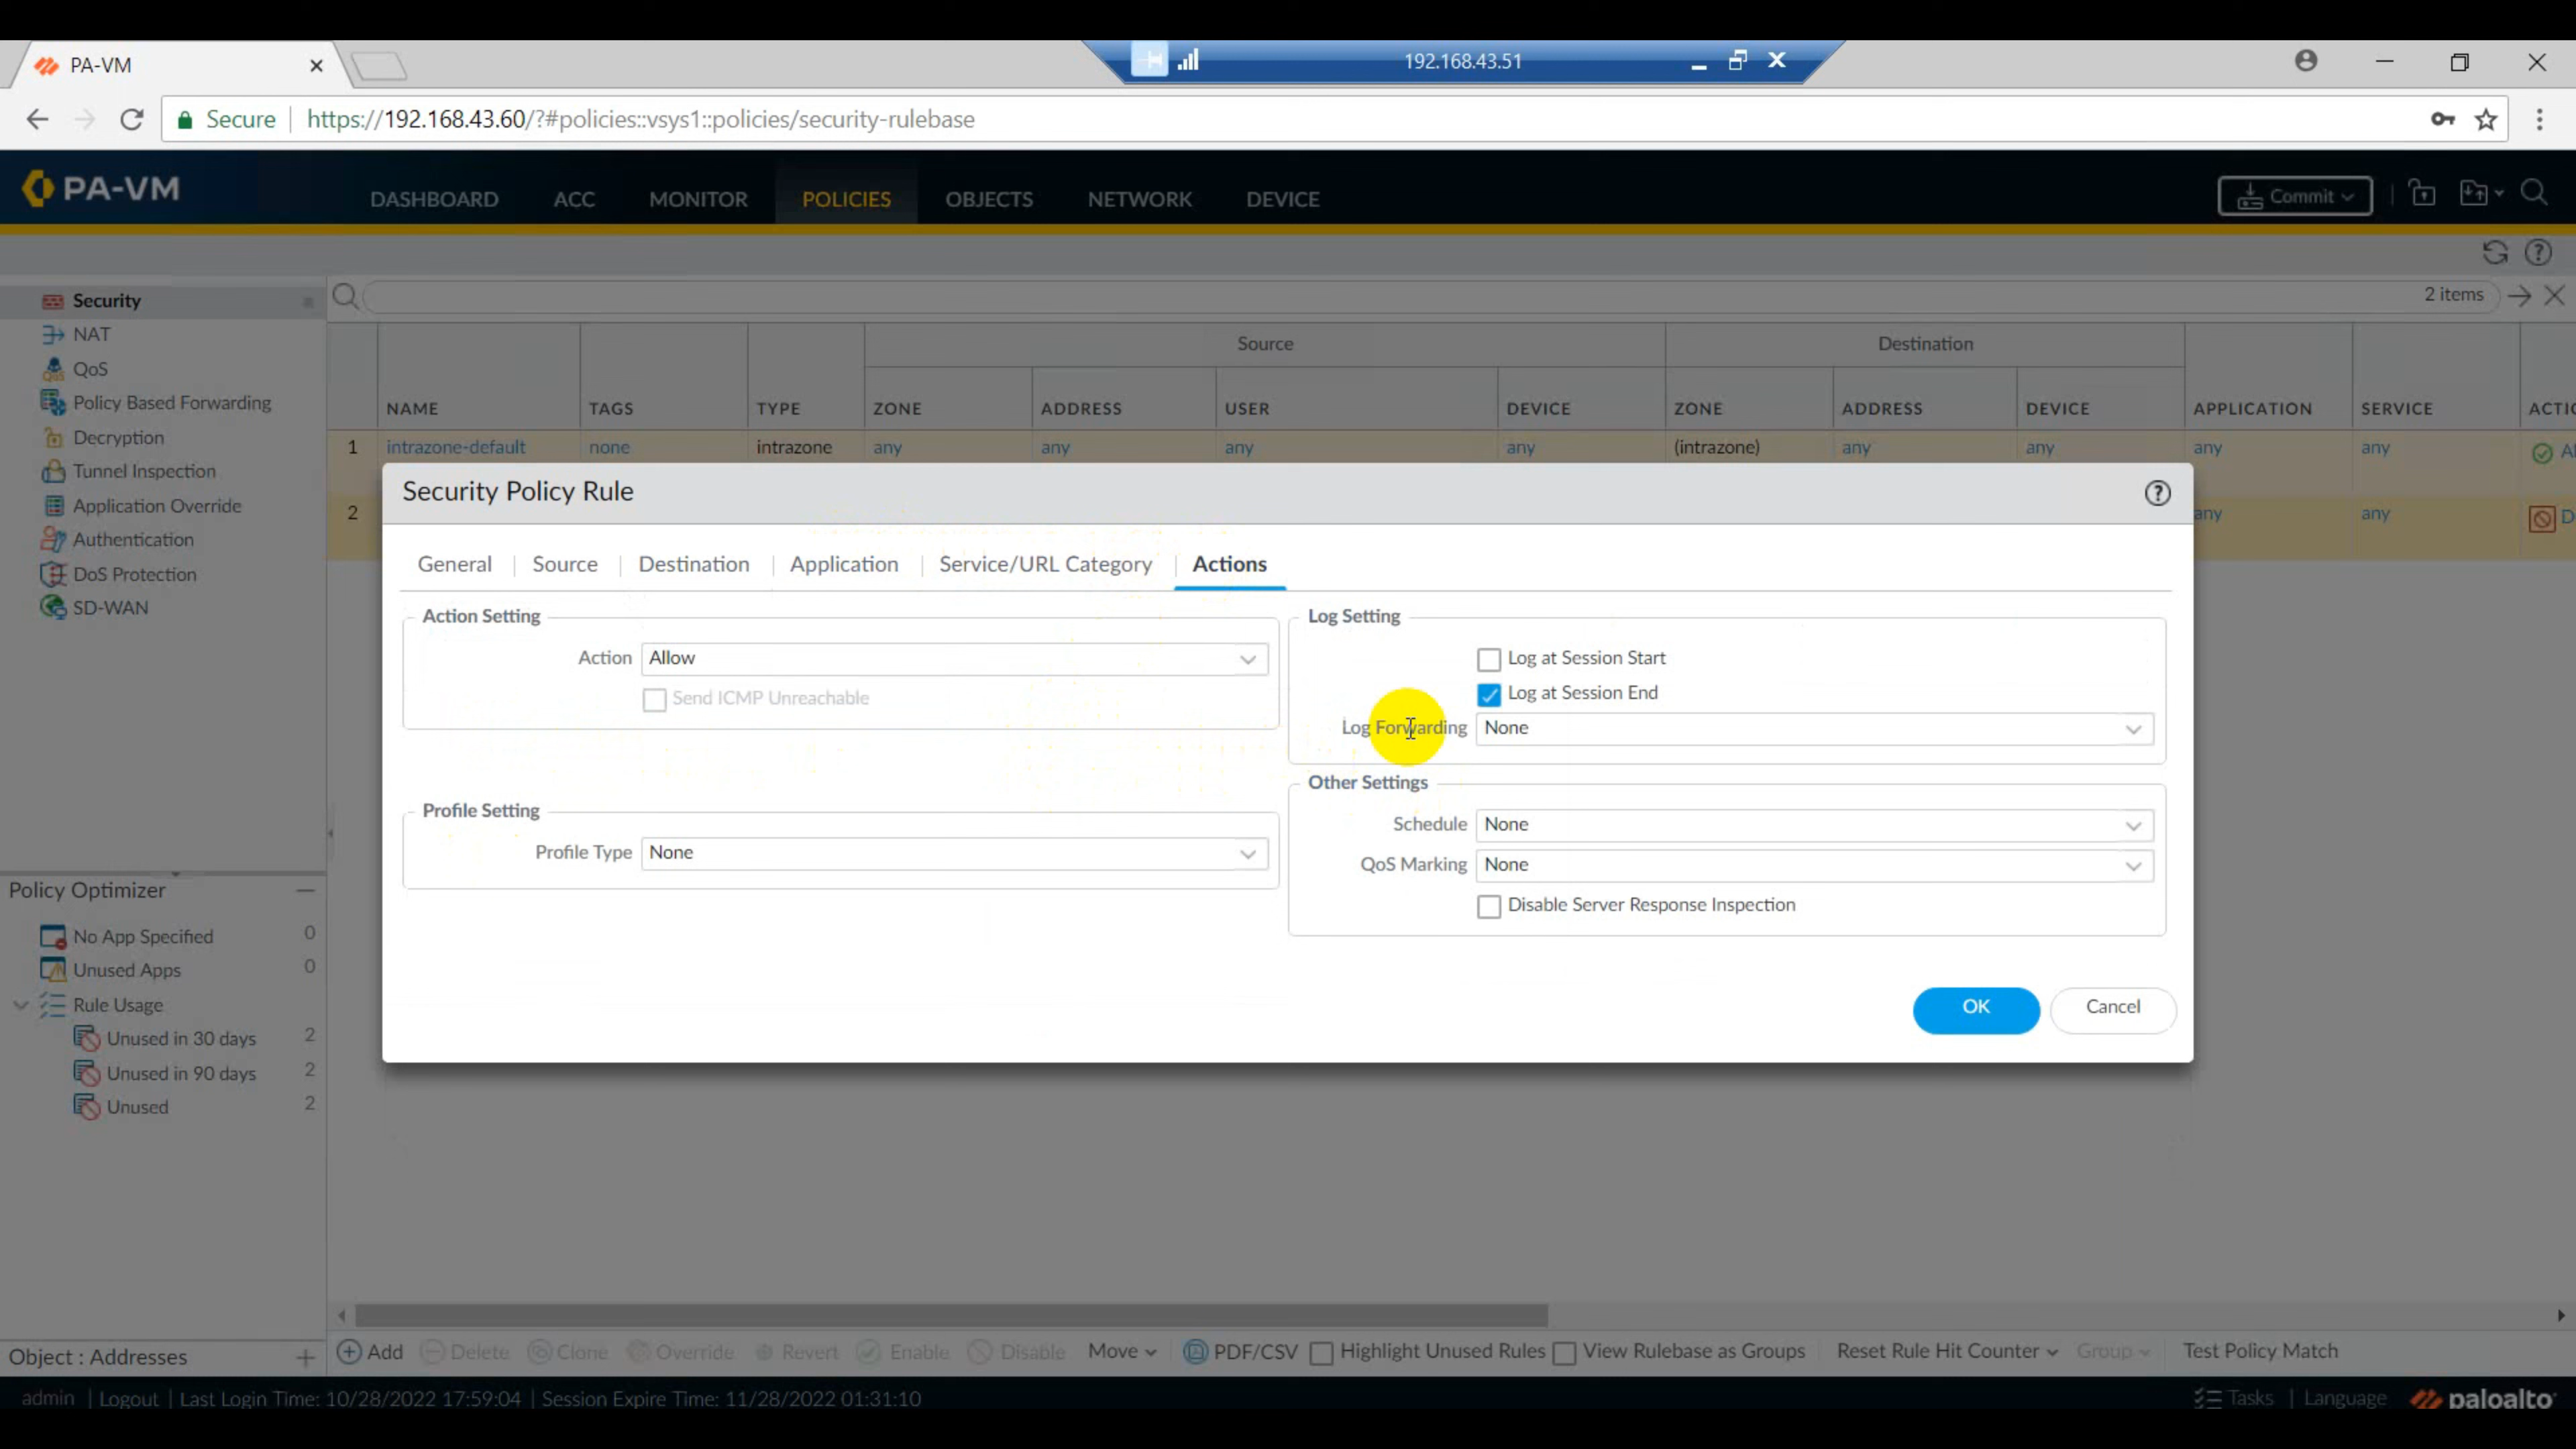 PA-VM
192.168.43.51
Secure https://192.168.43.60/?#policies::vsys1::policies/security-rulebase
PA-VM
DASHBOARD ACC MONITOR POLICIES OBJECTS NETWORK DEVICE
Commit
Security
NAT
QoS
Policy Based Forwarding
Decryption
Tunnel Inspection
Application Override
Authentication
DoS Protection
SD-WAN
2 items
Source Destination
NAME TAGS TYPE ZONE ADDRESS USER DEVICE ZONE ADDRESS DEVICE APPLICATION SERVICE
1 intrazone-default none intrazone any any any any (intrazone) any any any any
2 any any
Security Policy Rule
General Source Destination Application Service/URL Category Actions
Action Setting
Action Allow
Send ICMP Unreachable
Profile Setting
Profile Type None
Log Setting
Log at Session Start
Log at Session End
Log Forwarding None
Other Settings
Schedule None
QoS Marking None
Disable Server Response Inspection
OK Cancel
Policy Optimizer
No App Specified 0
Unused Apps 0
Rule Usage
Unused in 30 days 2
Unused in 90 days 2
Unused 2
Object : Addresses
Add Delete Clone Override Revert Enable Disable Move PDF/CSV Highlight Unused Rules View Rulebase as Groups Reset Rule Hit Counter Group Test Policy Match
admin | Logout | Last Login Time: 10/28/2022 17:59:04 | Session Expire Time: 11/28/2022 01:31:10
Tasks | Language paloalto